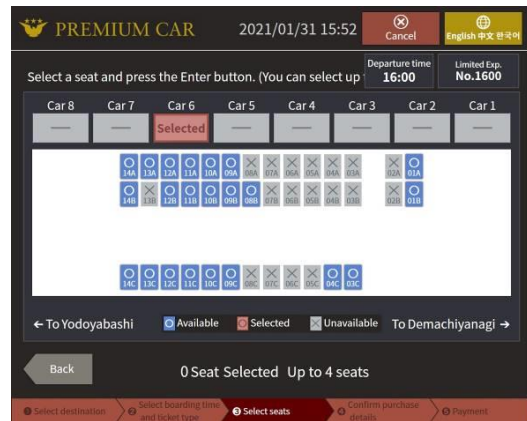 PREMIUM CAR 2021/01/31 15:52 Cancel English 中文 한국어
Select a seat and press the Enter button. (You can select up Departure time 16:00 Limited Exp. No.1600
Car 8 Car 7 Car 6 Car 5 Car 4 Car 3 Car 2 Car 1
Selected
14A 13A 12A 11A 10A 09A 08A 07A 06A 05A 04A 03A 02A 01A
14B 13B 12B 11B 10B 09B 08B 07B 06B 05B 04B 03B 02B 01B
14C 13C 12C 11C 10C 09C 08C 07C 06C 05C 04C 03C
← To Yodoyabashi Available Selected Unavailable To Demachiyanagi →
Back 0 Seat Selected Up to 4 seats
1 Select destination 2 Select boarding time and ticket type 3 Select seats 4 Confirm purchase details 5 Payment